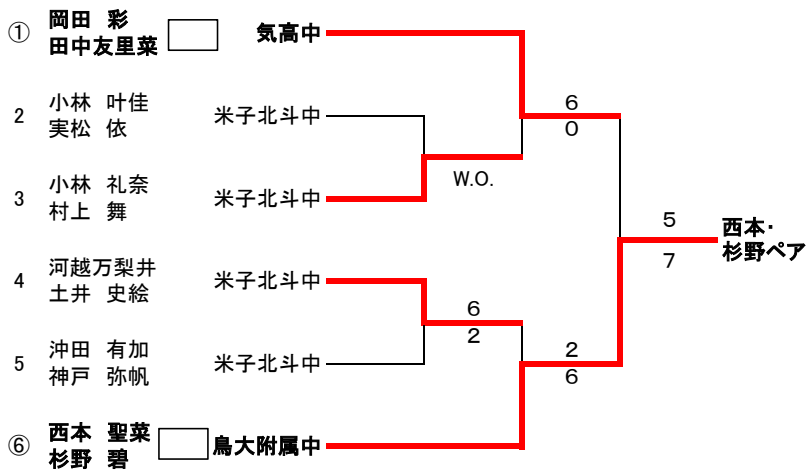 ① 岡田 彩
田中友里菜
気高中
2 小林 叶佳
実松 依
米子北斗中
3 小林 礼奈
村上 舞
米子北斗中
4 河越万梨井
土井 史絵
米子北斗中
5 沖田 有加
神戸 弥帆
米子北斗中
⑥ 西本 聖菜
杉野 碧
鳥大附属中
W.O.
6
2
6
0
2
6
5
7
西本・
杉野ペア